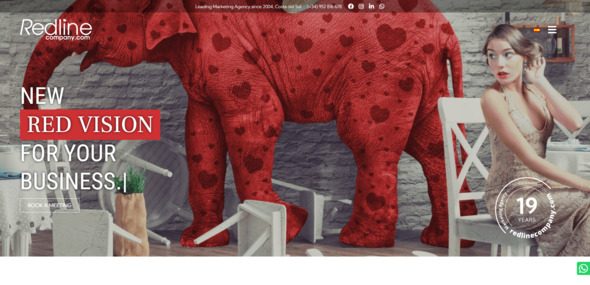 Leading Marketing Agency since 2004, Costa del Sol - (+34) 952 816 678
Redline
company.com
NEW
RED VISION
FOR YOUR
BUSINESS.|
BOOK A MEETING
19
YEARS
redlinecompany.com